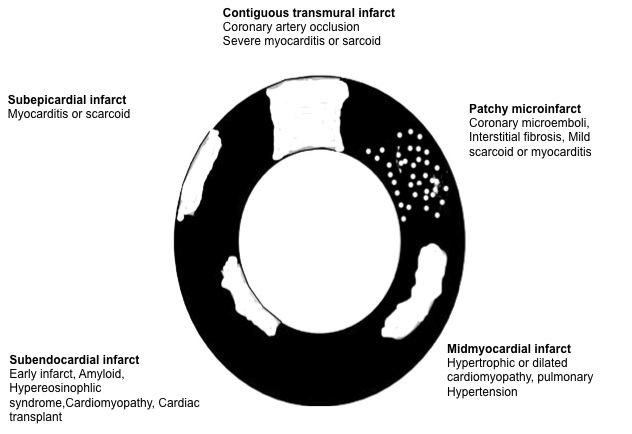 Contiguous transmural infarct
Coronary artery occlusion
Severe myocarditis or sarcoid
Subepicardial infarct
Myocarditis or scarcoid
Patchy microinfarct
Coronary microemboli,
Interstitial fibrosis, Mild
scarcoid or myocarditis
Subendocardial infarct
Early infarct, Amyloid,
Hypereosinophlic
syndrome,Cardiomyopathy, Cardiac
transplant
Midmyocardial infarct
Hypertrophic or dilated
cardiomyopathy, pulmonary
Hypertension